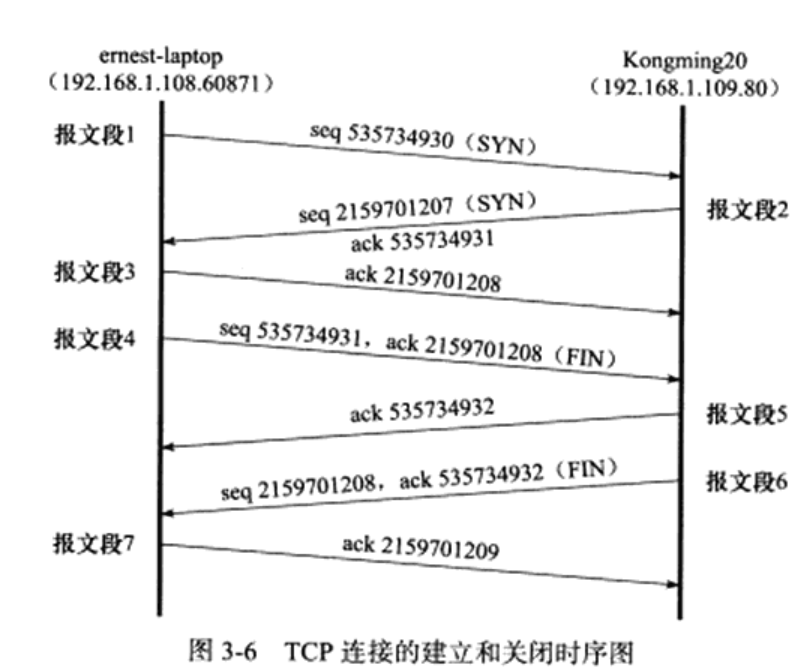 ernest-laptop
(192.168.1.108.60871)
Kongming20
(192.168.1.109.80)
报文段1
seq 535734930（SYN）
seq 2159701207（SYN）
报文段2
ack 535734931
报文段3
ack 2159701208
报文段4
seq 535734931，ack 2159701208（FIN）
ack 535734932
报文段5
seq 2159701208，ack 535734932（FIN）
报文段6
报文段7
ack 2159701209
图 3-6 TCP 连接的建立和关闭时序图